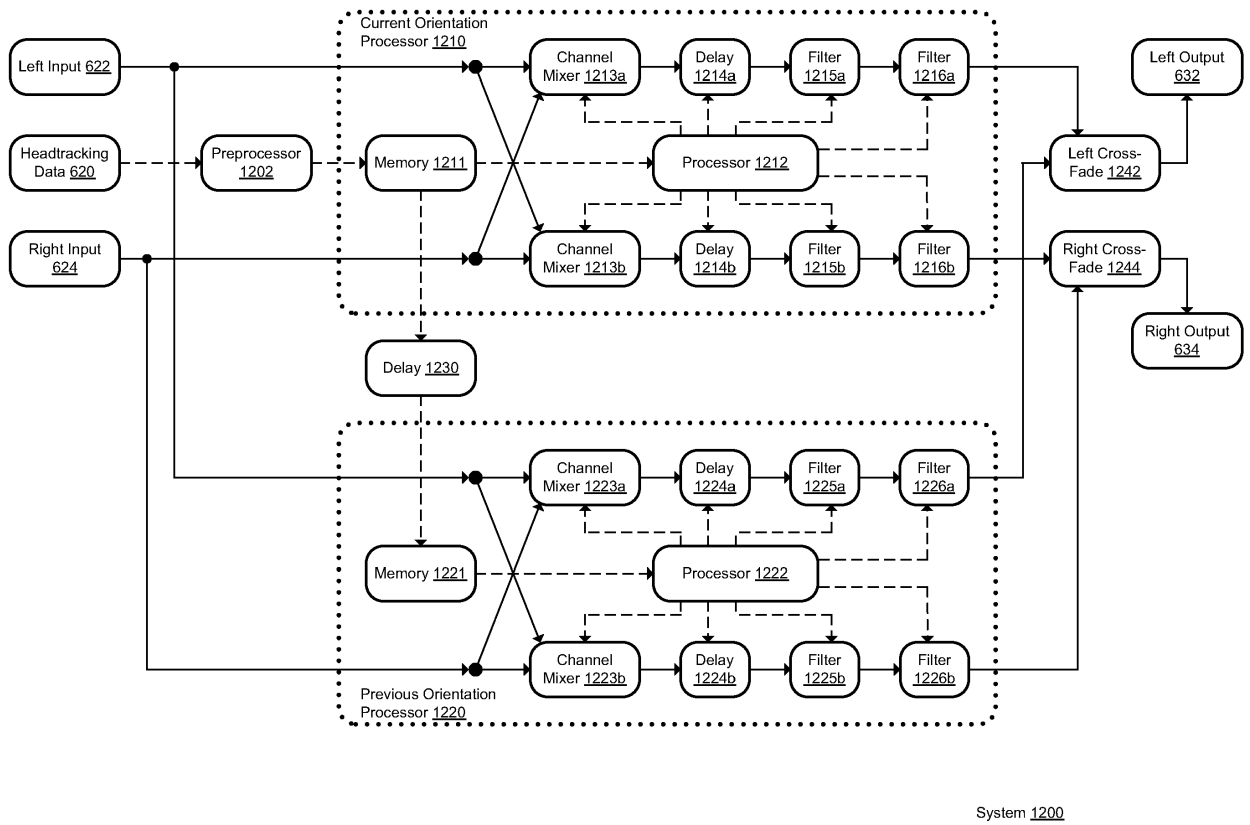 Current Orientation
Processor 1210
Left Input 622
Channel
Mixer 1213a
Delay
1214a
Filter
1215a
Filter
1216a
Left Output
632
Headtracking
Data 620
Preprocessor
1202
Memory 1211
Processor 1212
Left Cross-
Fade 1242
Right Input
624
Channel
Mixer 1213b
Delay
1214b
Filter
1215b
Filter
1216b
Right Cross-
Fade 1244
Right Output
634
Delay 1230
Channel
Mixer 1223a
Delay
1224a
Filter
1225a
Filter
1226a
Memory 1221
Processor 1222
Channel
Mixer 1223b
Delay
1224b
Filter
1225b
Filter
1226b
Previous Orientation
Processor 1220
System 1200